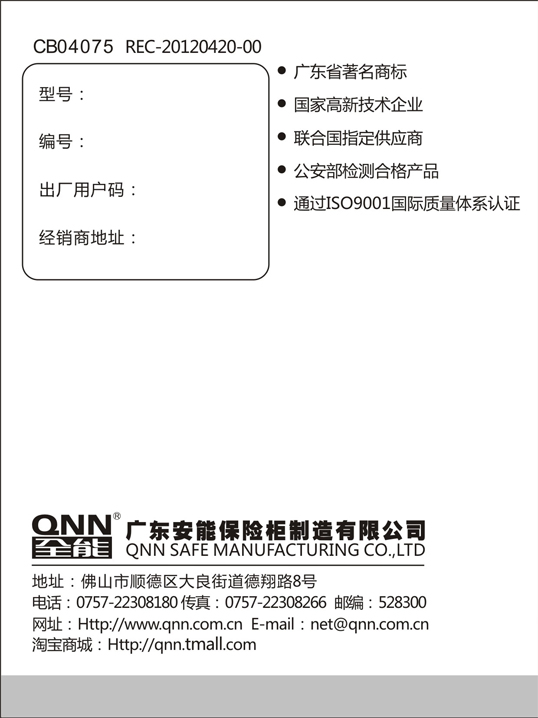 CB04075 REC-20120420-00
型号：
编号：
出厂用户码：
经销商地址：
● 广东省著名商标
● 国家高新技术企业
● 联合国指定供应商
● 公安部检测合格产品
● 通过ISO9001国际质量体系认证
QNN®
全能
广东安能保险柜制造有限公司
QNN SAFE MANUFACTURING CO.,LTD
地址：佛山市顺德区大良街道德翔路8号
电话：0757-22308180 传真：0757-22308266 邮编：528300
网址：Http://www.qnn.com.cn E-mail：net@qnn.com.cn
淘宝商城：Http://qnn.tmall.com